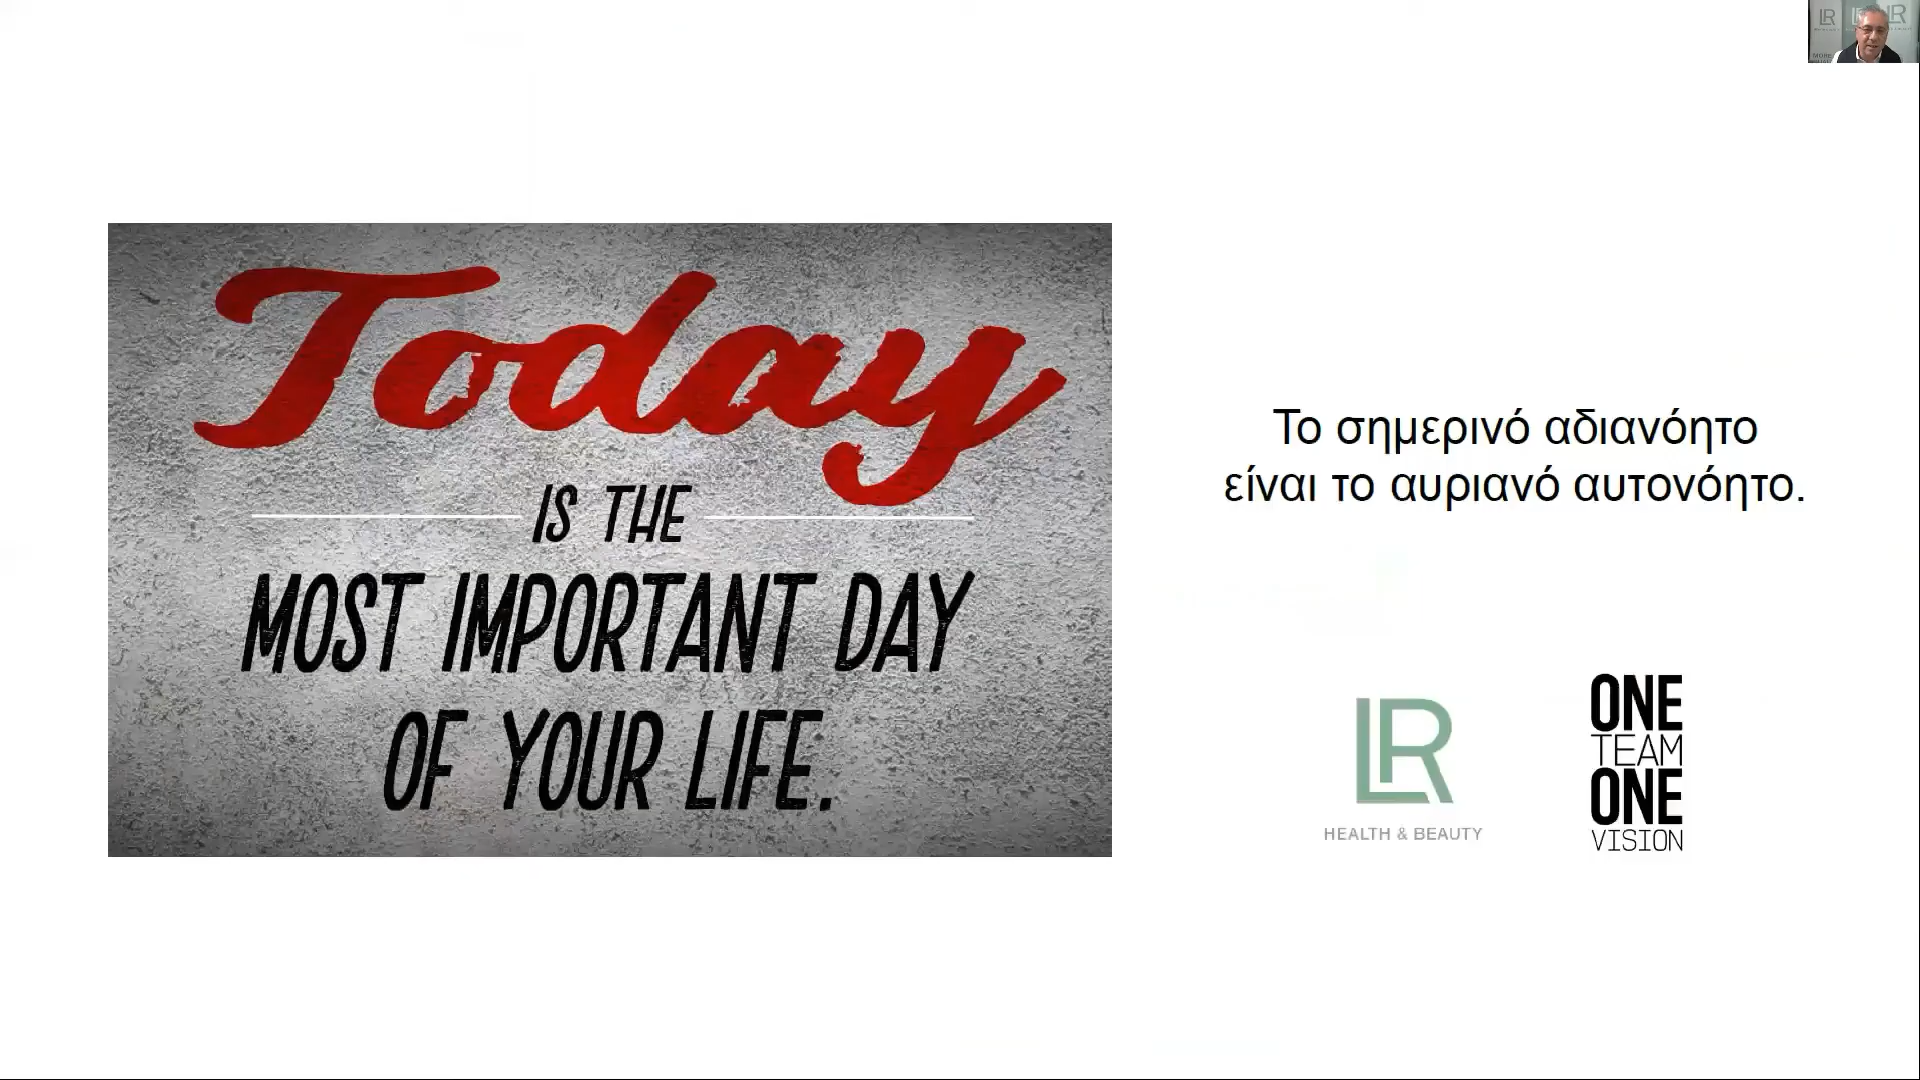 Today
IS THE
MOST IMPORTANT DAY
OF YOUR LIFE.
Το σημερινό αδιανόητο
είναι το αυριανό αυτονόητο.
LR
HEALTH & BEAUTY
ONE
TEAM
ONE
VISION
LR